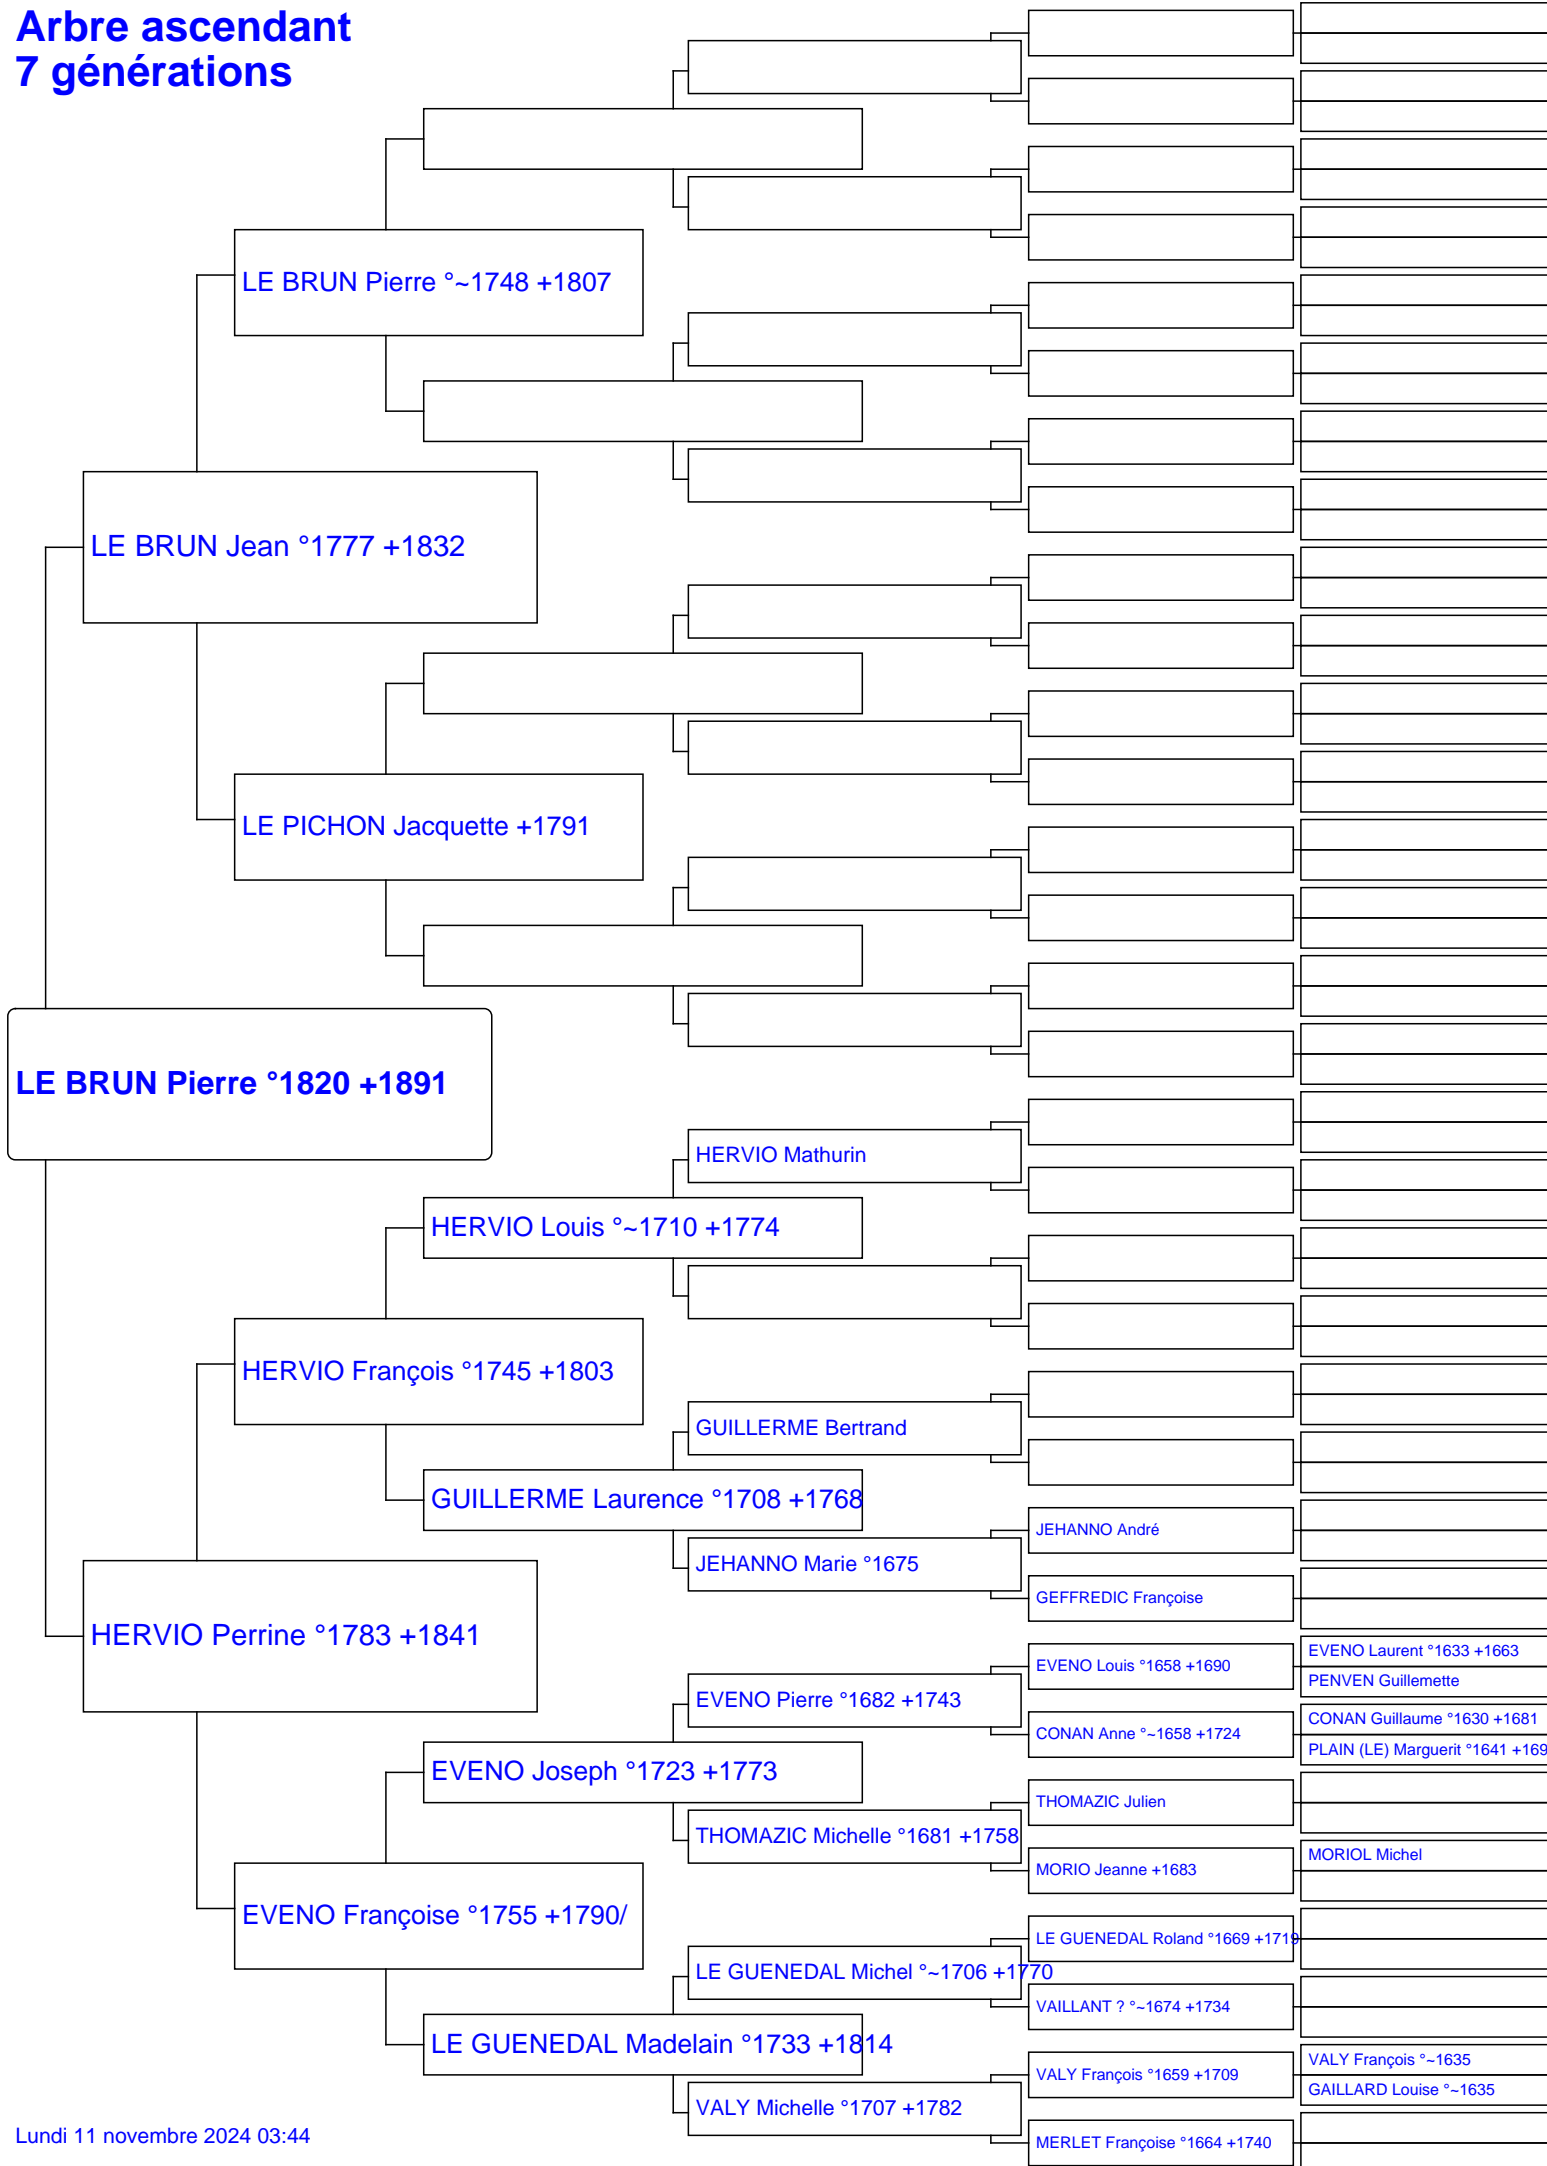 Arbre ascendant
7 générations
LE BRUN Pierre °~1748 +1807
LE BRUN Jean °1777 +1832
LE PICHON Jacquette +1791
LE BRUN Pierre °1820 +1891
HERVIO Mathurin
HERVIO Louis °~1710 +1774
HERVIO François °1745 +1803
GUILLERME Bertrand
GUILLERME Laurence °1708 +1768
JEHANNO André
JEHANNO Marie °1675
GEFFREDIC Françoise
HERVIO Perrine °1783 +1841
EVENO Laurent °1633 +1663
EVENO Louis °1658 +1690
PENVEN Guillemette
EVENO Pierre °1682 +1743
CONAN Guillaume °1630 +1681
CONAN Anne °~1658 +1724
PLAIN (LE) Marguerit °1641 +169
EVENO Joseph °1723 +1773
THOMAZIC Julien
THOMAZIC Michelle °1681 +1758
MORIOL Michel
MORIO Jeanne +1683
EVENO Françoise °1755 +1790/
LE GUENEDAL Roland °1669 +1719
LE GUENEDAL Michel °~1706 +1770
VAILLANT ? °~1674 +1734
LE GUENEDAL Madelain °1733 +1814
VALY François °~1635
VALY François °1659 +1709
GAILLARD Louise °~1635
VALY Michelle °1707 +1782
MERLET Françoise °1664 +1740
Lundi 11 novembre 2024 03:44